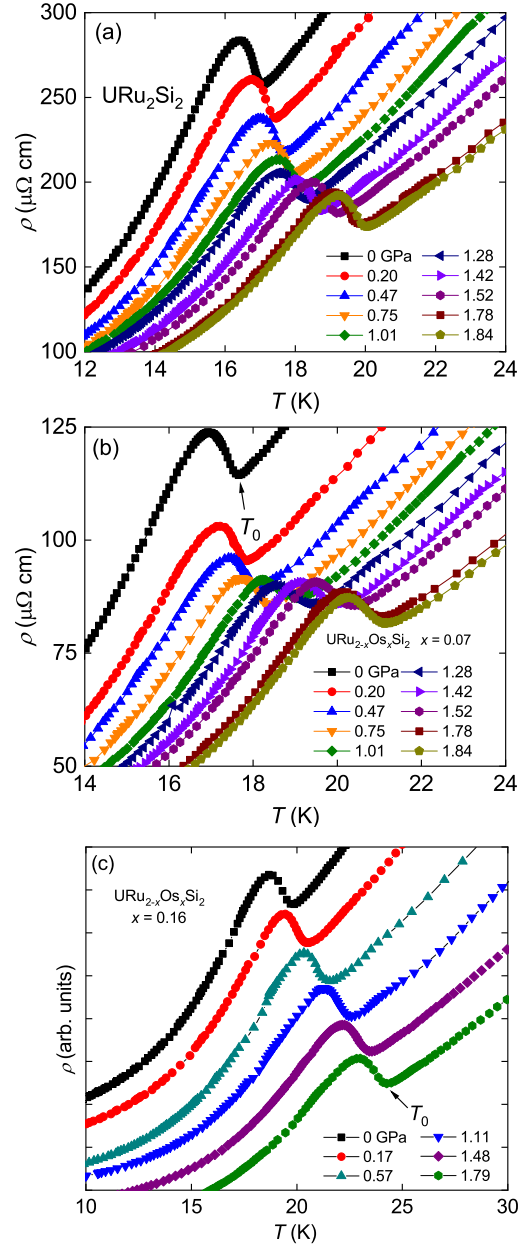 300
(a)
URu₂Si₂
250
200
150
100
ρ (μΩ cm)
0 GPa
0.20
0.47
0.75
1.01
1.28
1.42
1.52
1.78
1.84
12 14 16 18 20 22 24
T (K)
125
(b)
T₀
100
75
50
ρ (μΩ cm)
URu₂₋ₓOsₓSi₂ x = 0.07
0 GPa
0.20
0.47
0.75
1.01
1.28
1.42
1.52
1.78
1.84
14 16 18 20 22 24
T (K)
(c)
URu₂₋ₓOsₓSi₂
x = 0.16
ρ (arb. units)
T₀
0 GPa
0.17
0.57
1.11
1.48
1.79
10 15 20 25 30
T (K)